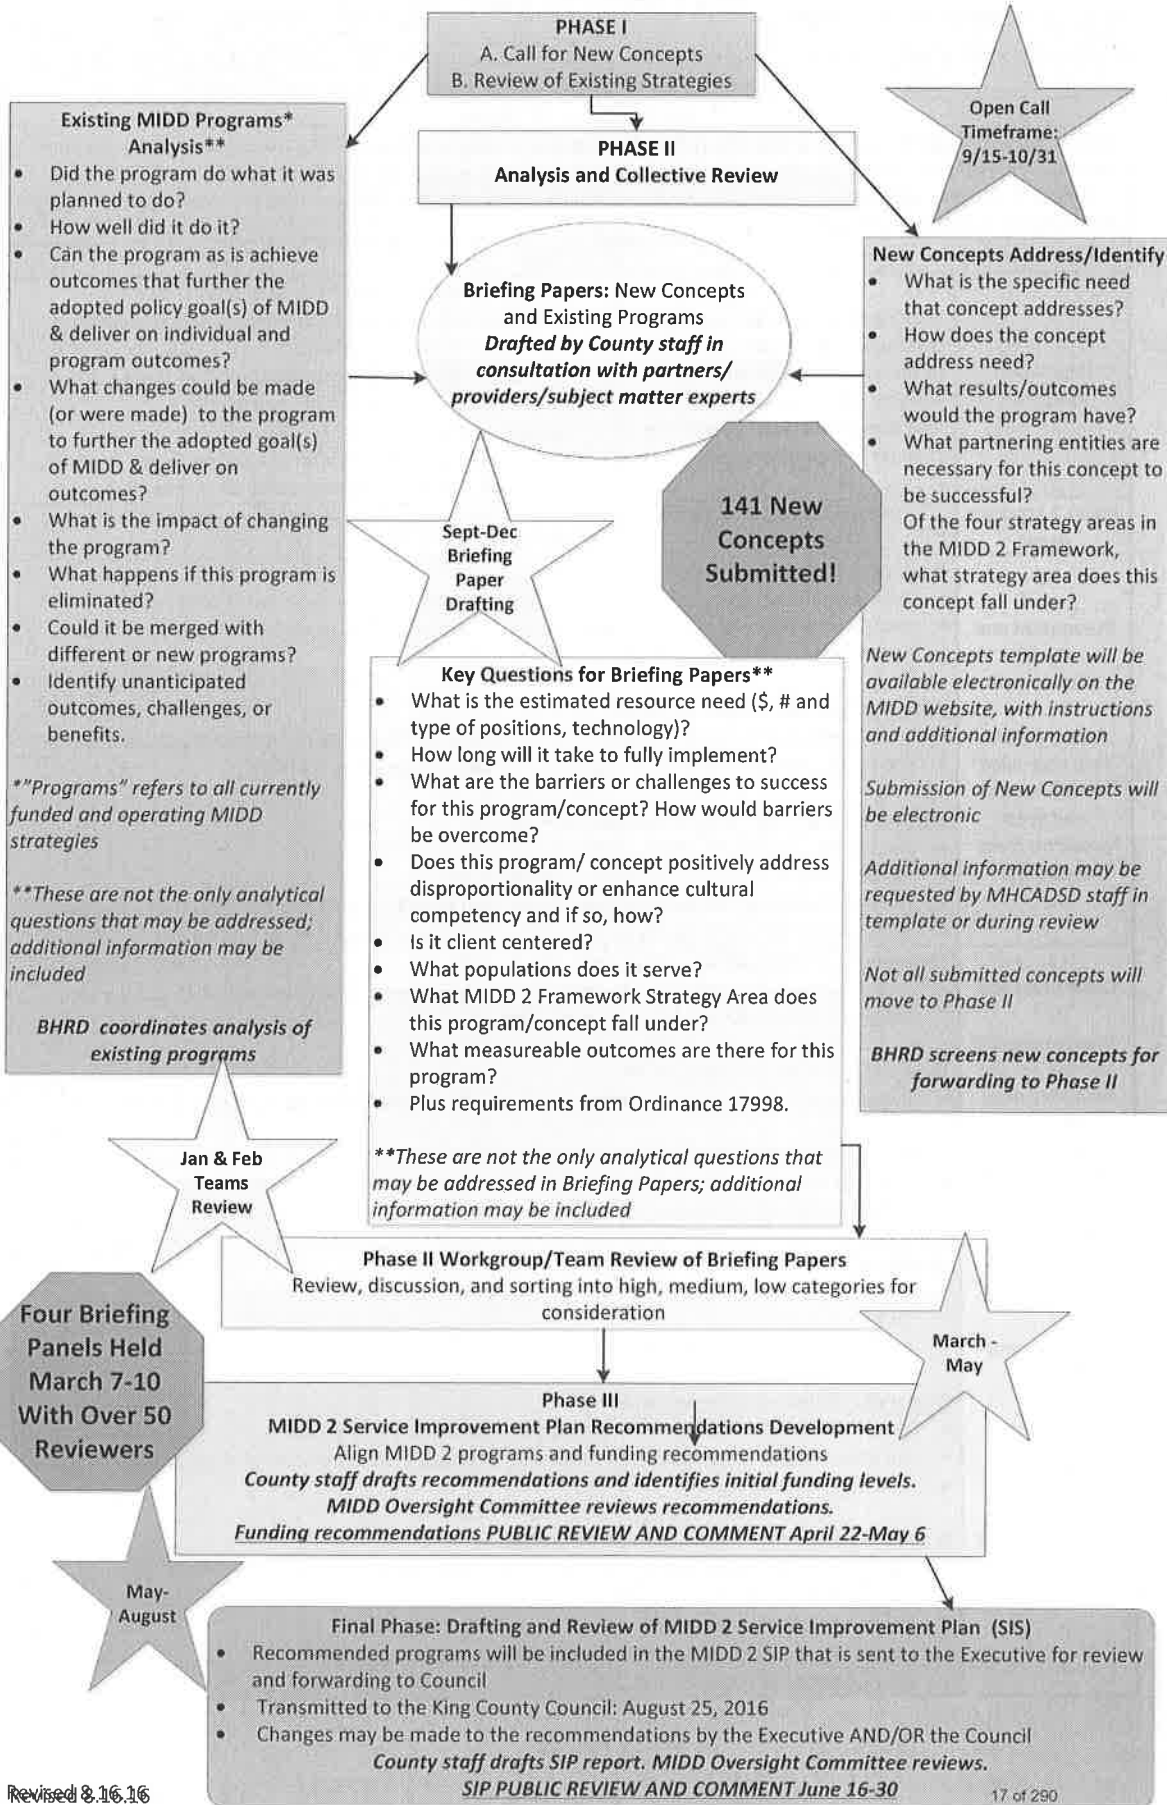 PHASE I
A. Call for New Concepts
B. Review of Existing Strategies
Open Call
Timeframe:
9/15-10/31
PHASE II
Analysis and Collective Review
Existing MIDD Programs*
Analysis**
• Did the program do what it was
planned to do?
• How well did it do it?
• Can the program as is achieve
outcomes that further the
adopted policy goal(s) of MIDD
& deliver on individual and
program outcomes?
• What changes could be made
(or were made) to the program
to further the adopted goal(s)
of MIDD & deliver on
outcomes?
• What is the impact of changing
the program?
• What happens if this program is
eliminated?
• Could it be merged with
different or new programs?
• Identify unanticipated
outcomes, challenges, or
benefits.
*"Programs" refers to all currently
funded and operating MIDD
strategies
**These are not the only analytical
questions that may be addressed;
additional information may be
included
BHRD coordinates analysis of
existing programs
Briefing Papers: New Concepts
and Existing Programs
Drafted by County staff in
consultation with partners/
providers/subject matter experts
New Concepts Address/Identify
• What is the specific need
that concept addresses?
• How does the concept
address need?
• What results/outcomes
would the program have?
• What partnering entities are
necessary for this concept to
be successful?
Of the four strategy areas in
the MIDD 2 Framework,
what strategy area does this
concept fall under?
New Concepts template will be
available electronically on the
MIDD website, with instructions
and additional information
Submission of New Concepts will
be electronic
Additional information may be
requested by MHCADSD staff in
template or during review
Not all submitted concepts will
move to Phase II
BHRD screens new concepts for
forwarding to Phase II
141 New
Concepts
Submitted!
Sept-Dec
Briefing
Paper
Drafting
Key Questions for Briefing Papers**
• What is the estimated resource need ($, # and
type of positions, technology)?
• How long will it take to fully implement?
• What are the barriers or challenges to success
for this program/concept? How would barriers
be overcome?
• Does this program/ concept positively address
disproportionality or enhance cultural
competency and if so, how?
• Is it client centered?
• What populations does it serve?
• What MIDD 2 Framework Strategy Area does
this program/concept fall under?
• What measureable outcomes are there for this
program?
• Plus requirements from Ordinance 17998.
**These are not the only analytical questions that
may be addressed in Briefing Papers; additional
information may be included
Jan & Feb
Teams
Review
Phase II Workgroup/Team Review of Briefing Papers
Review, discussion, and sorting into high, medium, low categories for
consideration
Four Briefing
Panels Held
March 7-10
With Over 50
Reviewers
March -
May
Phase III
MIDD 2 Service Improvement Plan Recommendations Development
Align MIDD 2 programs and funding recommendations
County staff drafts recommendations and identifies initial funding levels.
MIDD Oversight Committee reviews recommendations.
Funding recommendations PUBLIC REVIEW AND COMMENT April 22-May 6
May-
August
Final Phase: Drafting and Review of MIDD 2 Service Improvement Plan (SIS)
• Recommended programs will be included in the MIDD 2 SIP that is sent to the Executive for review
and forwarding to Council
• Transmitted to the King County Council: August 25, 2016
• Changes may be made to the recommendations by the Executive AND/OR the Council
County staff drafts SIP report. MIDD Oversight Committee reviews.
SIP PUBLIC REVIEW AND COMMENT June 16-30
Revised 8.16.16
17 of 290